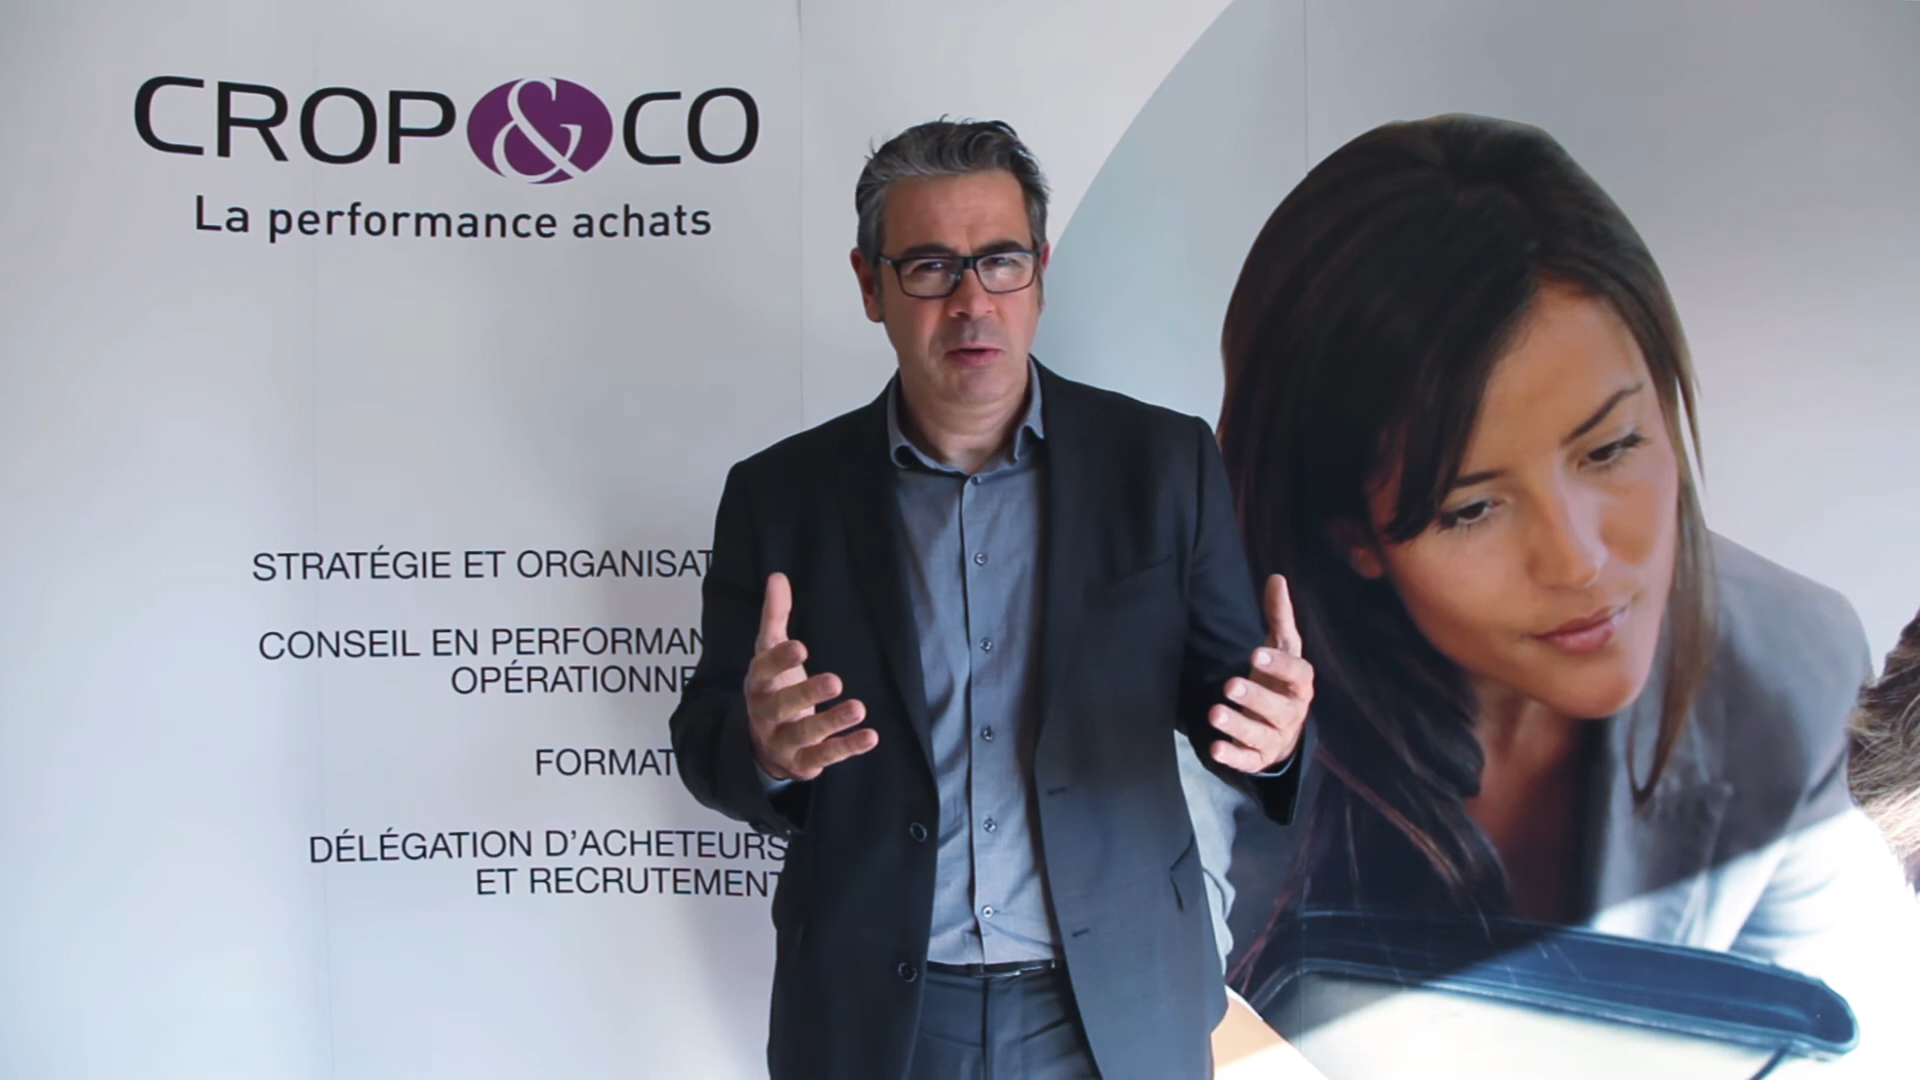 CROP&CO
La performance achats
STRATÉGIE ET ORGANISAT
CONSEIL EN PERFORMAN
OPÉRATIONNE
FORMAT
DÉLÉGATION D'ACHETEURS
ET RECRUTEMENT